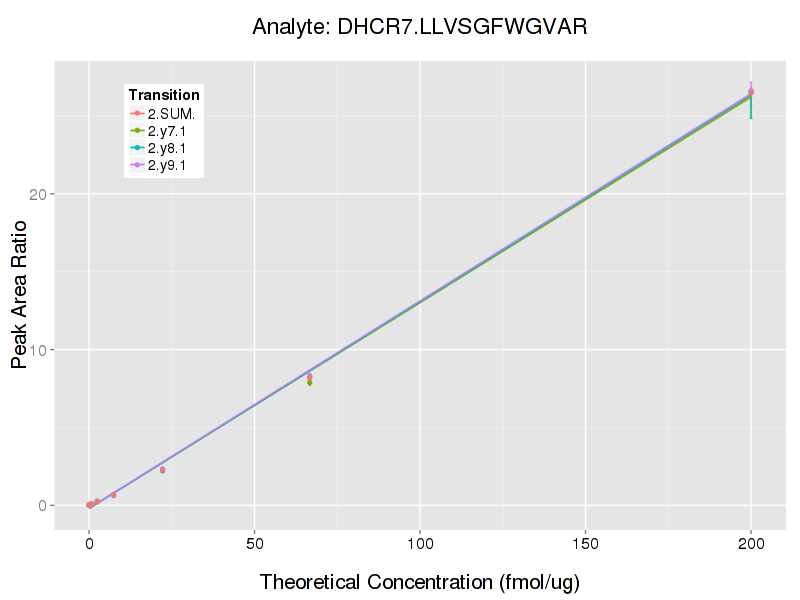 Analyte: DHCR7.LLVSGFWGVAR
Transition
2.SUM.
2.y7.1
2.y8.1
2.y9.1
Peak Area Ratio
20
10
0
0 50 100 150 200
Theoretical Concentration (fmol/ug)